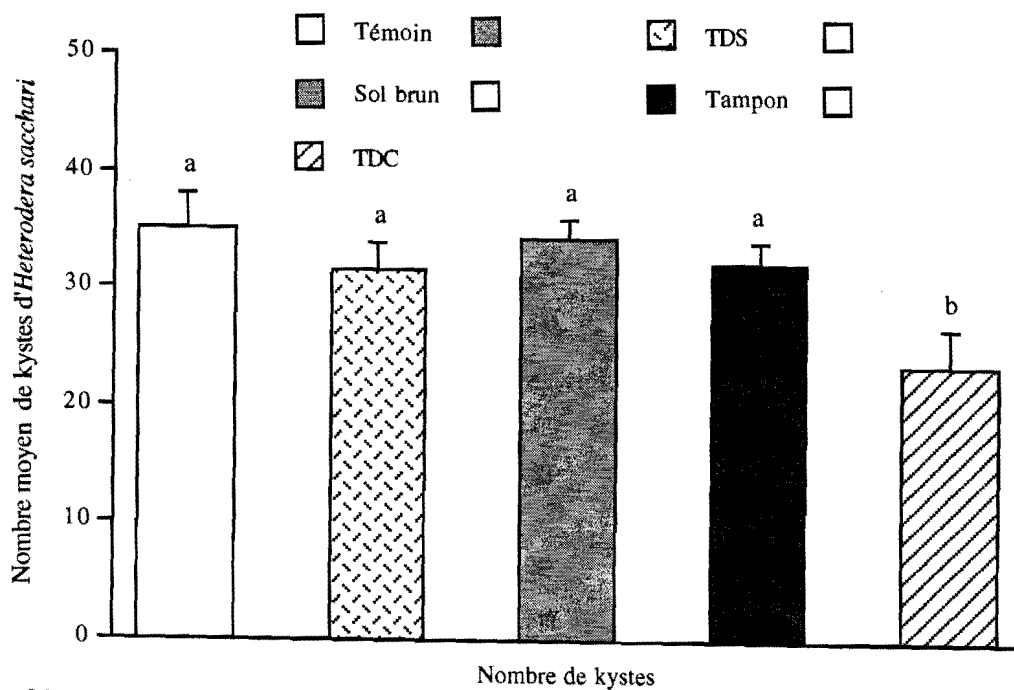 Témoin TDS
50
Sol brun Tampon
TDC
40
a
a
a
a
b
30
20
10
0
Nombre moyen de kystes d'Heterodera sacchari
Nombre de kystes